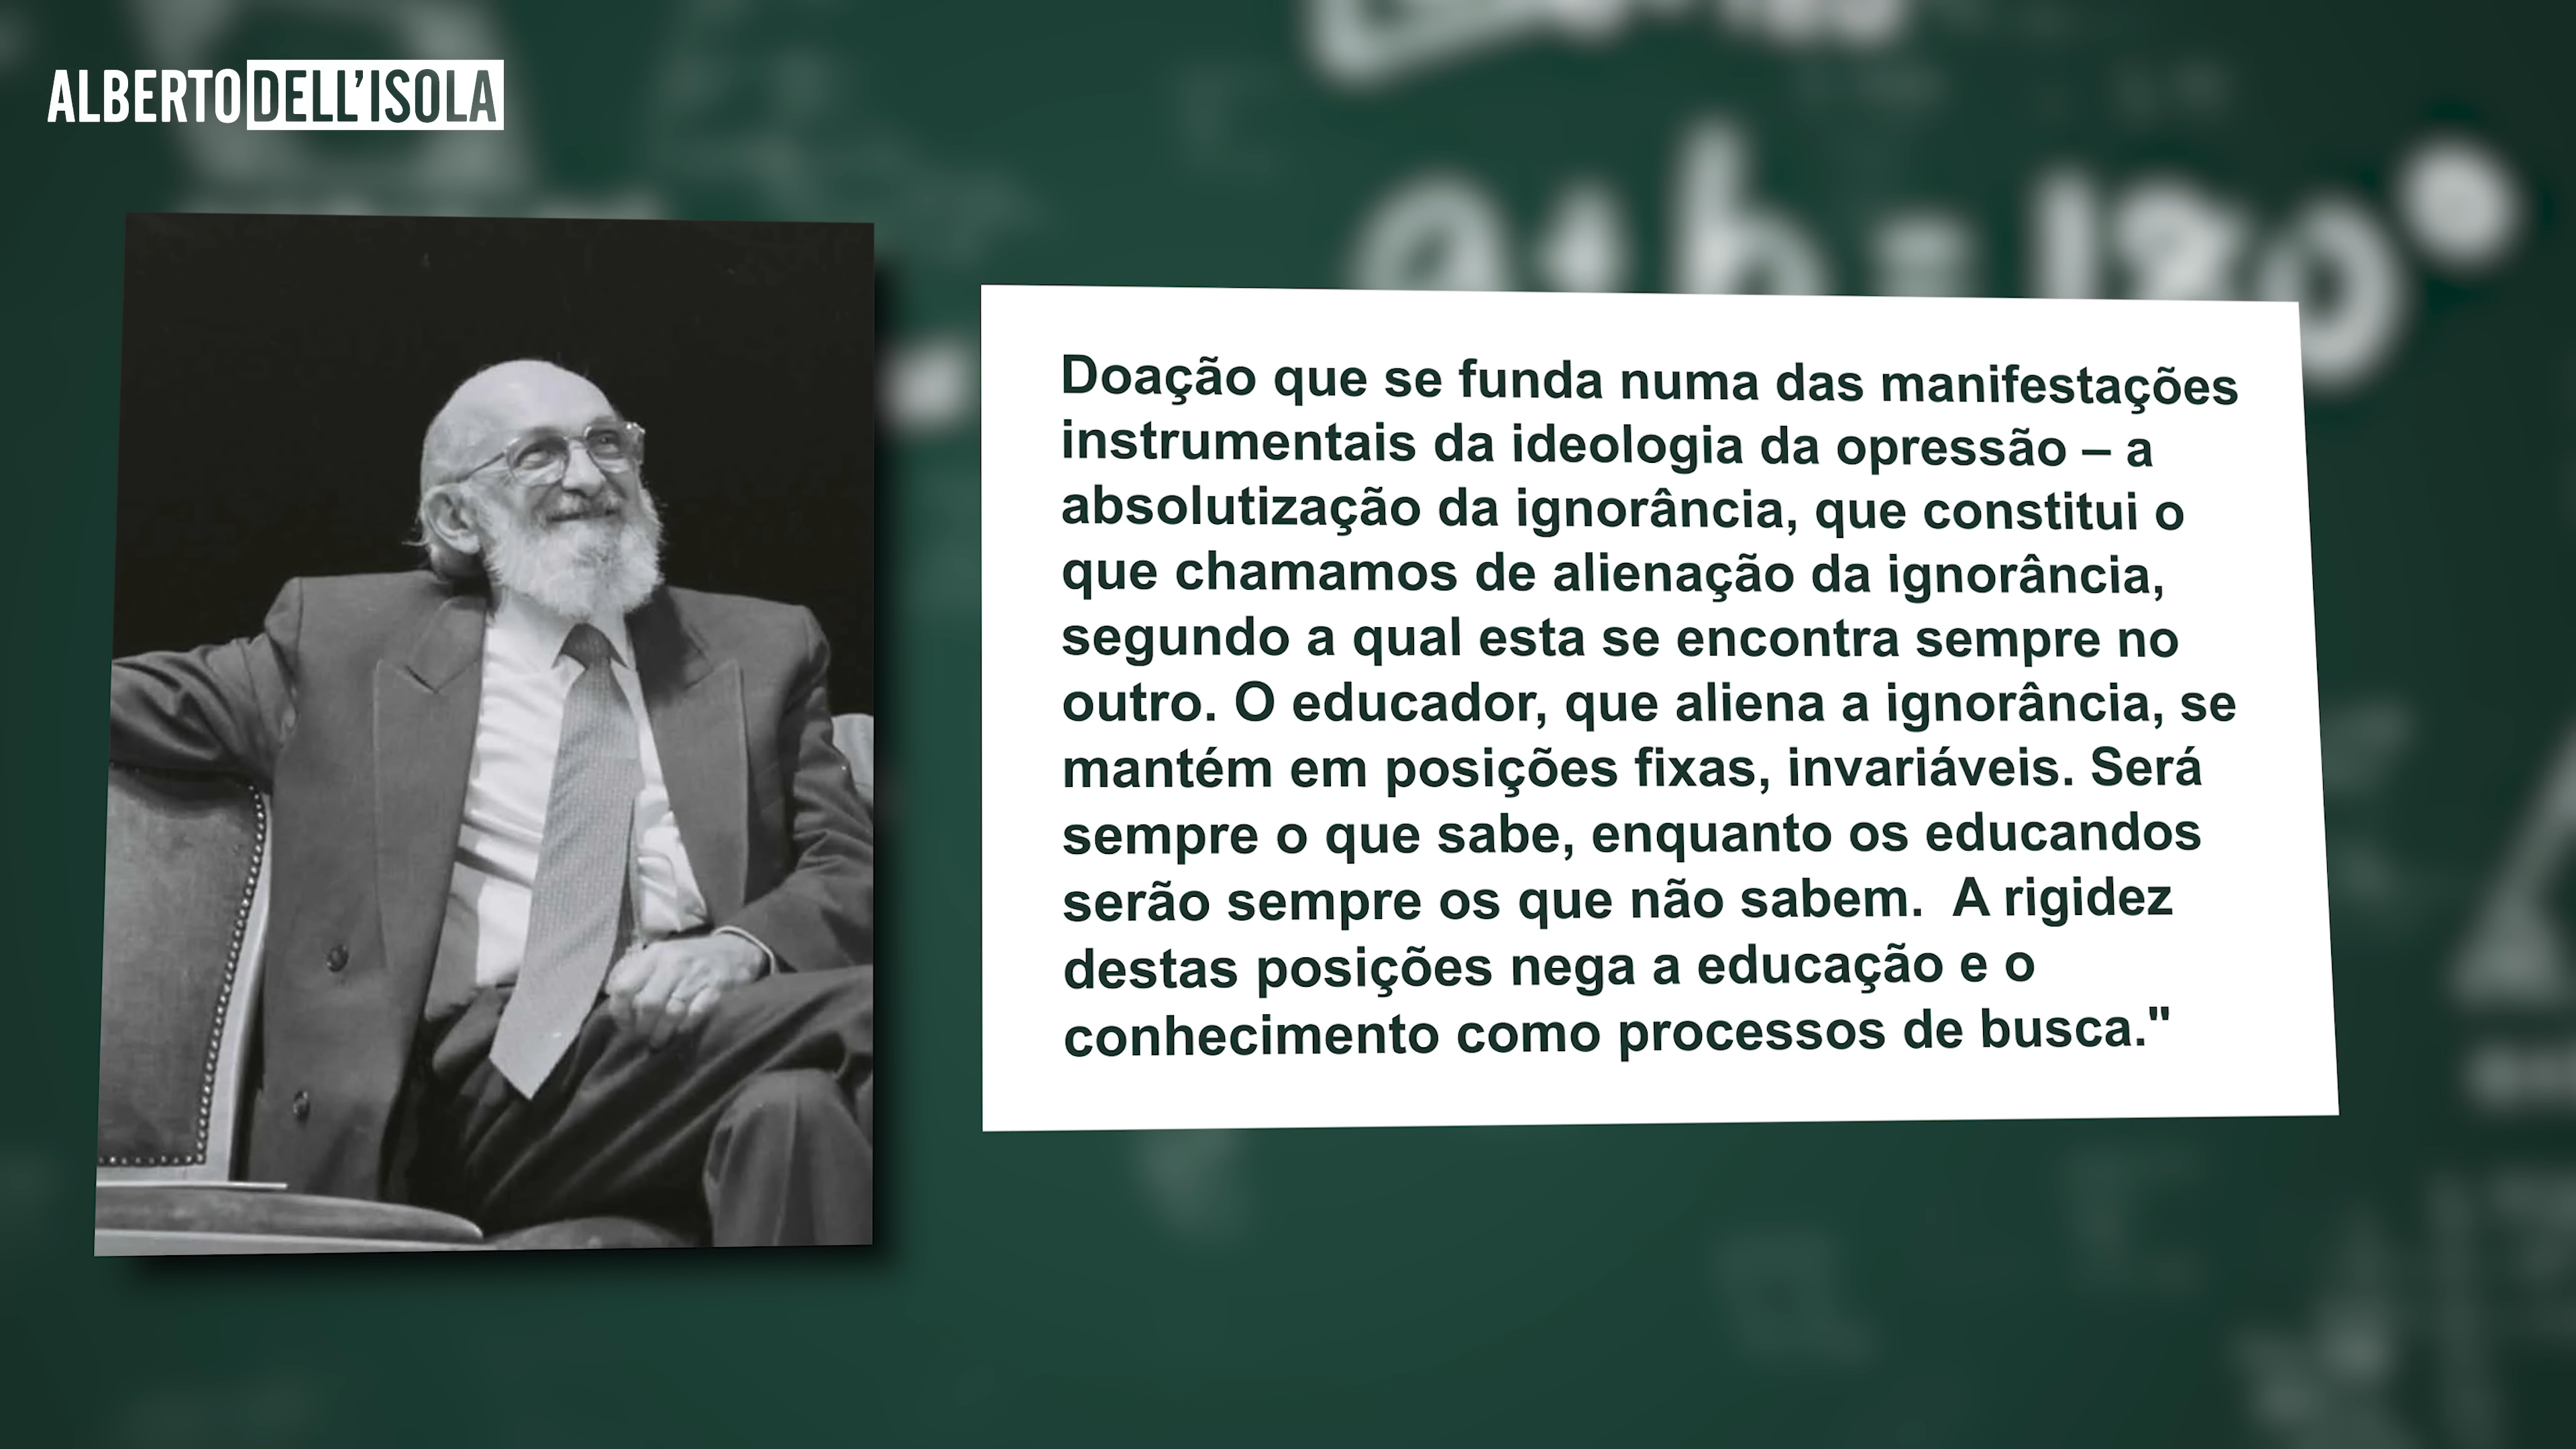 ALBERTO DELL'ISOLA
Doação que se funda numa das manifestações
instrumentais da ideologia da opressão – a
absolutização da ignorância, que constitui o
que chamamos de alienação da ignorância,
segundo a qual esta se encontra sempre no
outro. O educador, que aliena a ignorância, se
mantém em posições fixas, invariáveis. Será
sempre o que sabe, enquanto os educandos
serão sempre os que não sabem.  A rigidez
destas posições nega a educação e o
conhecimento como processos de busca."